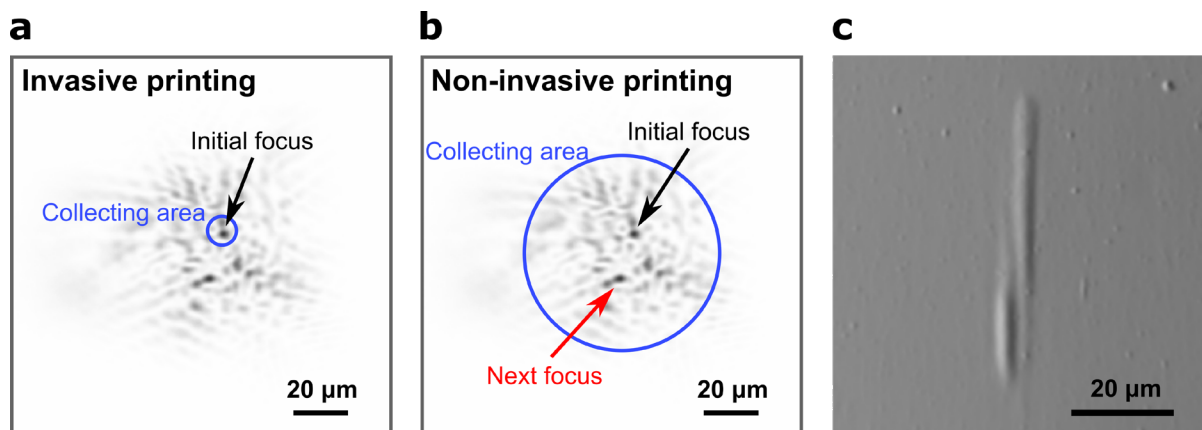 a
Invasive printing
Initial focus
Collecting area
20 µm
b
Non-invasive printing
Initial focus
Collecting area
Next focus
20 µm
c
20 µm